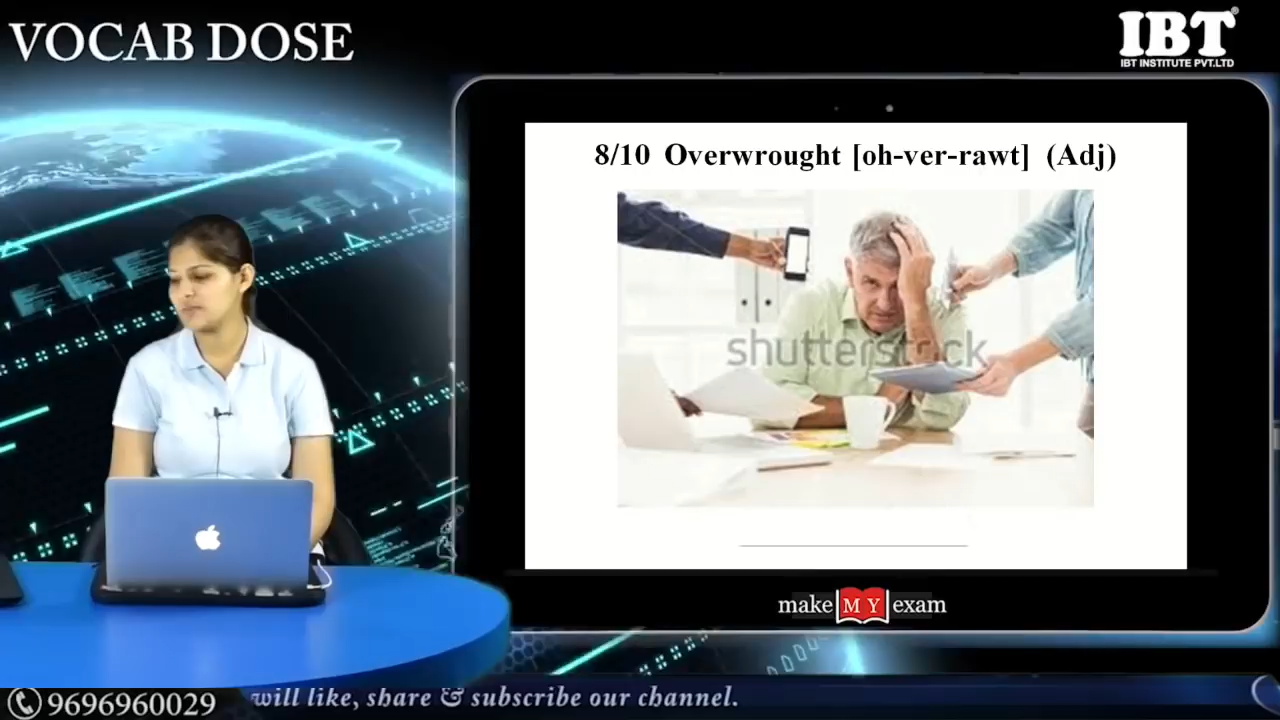 VOCAB DOSE
IBT®
IBT INSTITUTE PVT.LTD
8/10 Overwrought [oh-ver-rawt] (Adj)
shutterstock
make MY exam
9696960029
will like, share & subscribe our channel.